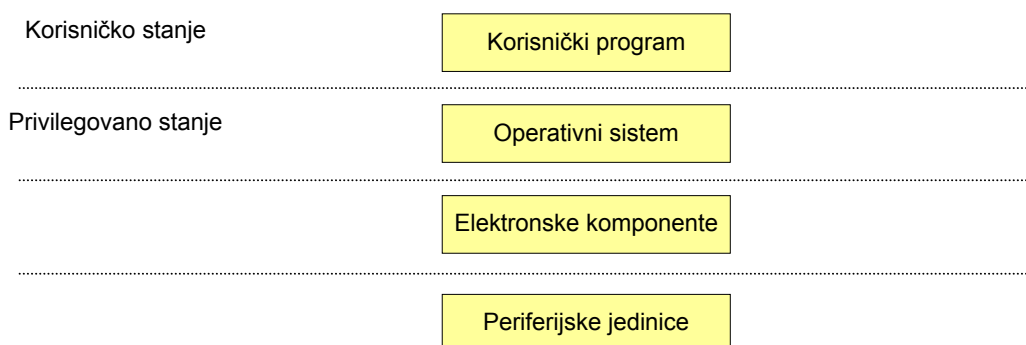 Korisničko stanje
Korisnički program
Privilegovano stanje
Operativni sistem
Elektronske komponente
Periferijske jedinice